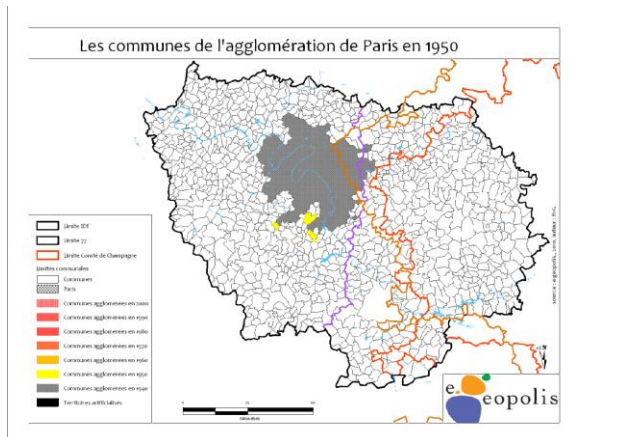 Les communes de l'agglomération de Paris en 1950
Limite IDF
Limite 77
Limite Comté de Champagne
Limites communales
Communes
Paris
Communes agglomérées en 2000
Communes agglomérées en 1990
Communes agglomérées en 1980
Communes agglomérées en 1970
Communes agglomérées en 1960
Communes agglomérées en 1950
Communes agglomérées en 1940
Territoires artificialisés
e.
eopolis